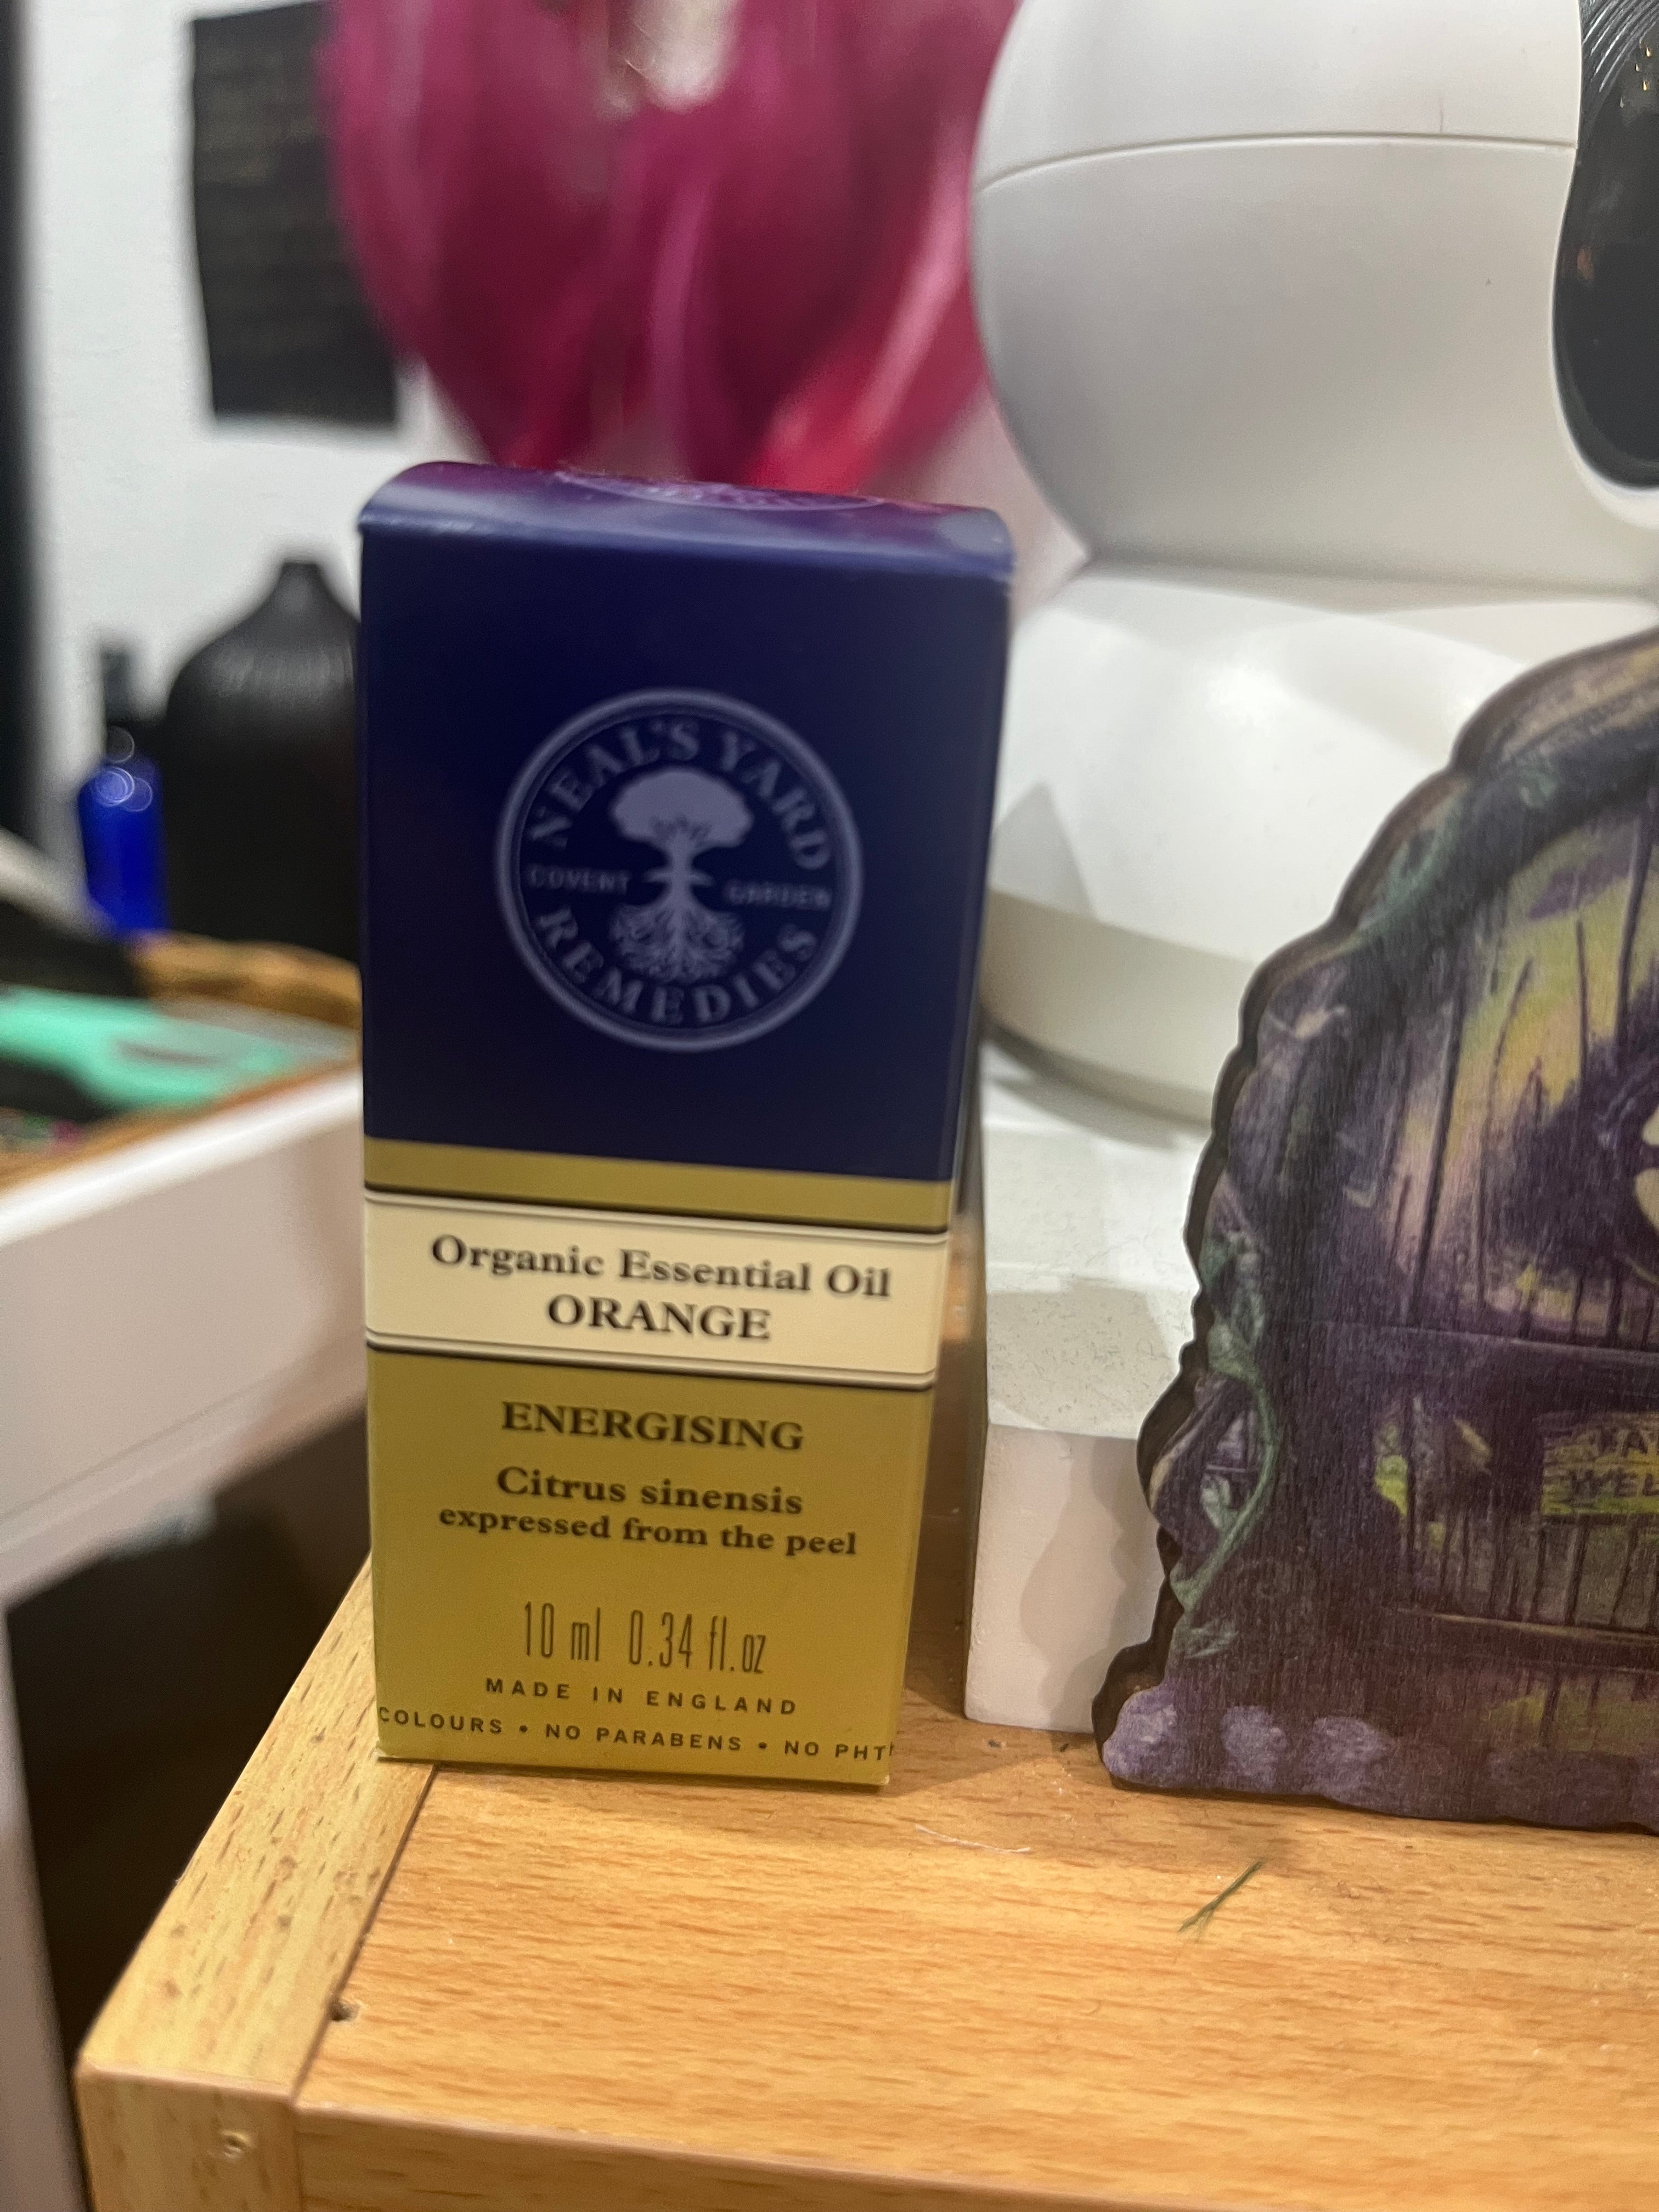 NEAL'S YARD
COVENT GARDEN
REMEDIES
Organic Essential Oil
ORANGE
ENERGISING
Citrus sinensis
expressed from the peel
10 ml 0.34 fl.oz
MADE IN ENGLAND
COLOURS • NO PARABENS • NO PHT